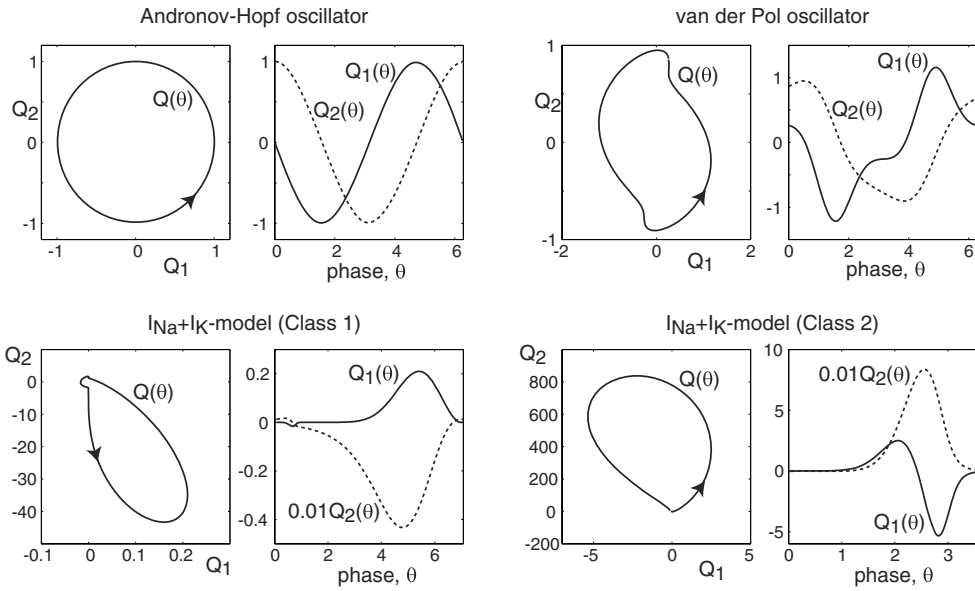 Andronov-Hopf oscillator
van der Pol oscillator
1
0
-1
Q2
Q(θ)
-1
0
1
Q1
1
0
-1
Q1(θ)
Q2(θ)
0
2
4
6
phase, θ
1
0
-1
Q2
Q(θ)
-2
0
2
Q1
1
0
-1
Q1(θ)
Q2(θ)
0
2
4
6
phase, θ
INa+IK-model (Class 1)
INa+IK-model (Class 2)
Q2
0
-10
-20
-30
-40
Q(θ)
-0.1
0
0.1
0.2
Q1
0.2
0
-0.2
-0.4
Q1(θ)
0.01Q2(θ)
0
2
4
6
phase, θ
Q2
800
600
400
200
0
-200
Q(θ)
-5
0
5
Q1
10
5
0
-5
0.01Q2(θ)
Q1(θ)
0
1
2
3
phase, θ